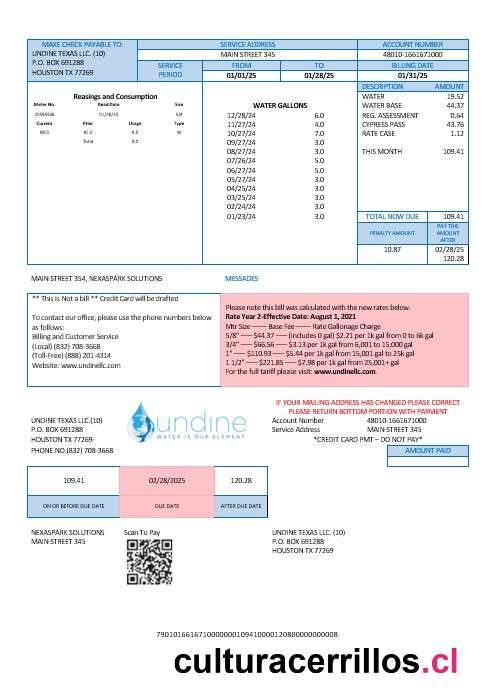 MAKE CHECK PAYABLE TO:
UNDINE TEXAS LLC. (10)
P.O. BOX 691288
HOUSTON TX 77269
SERVICE ADDRESS
MAIN STREET 345
ACCOUNT NUMBER
48010-1661671000
SERVICE PERIOD
FROM
TO
01/01/25
01/28/25
BILLING DATE
01/31/25
Reasings and Consumption
Meter No.
Read Date
Size
01/28/25
5/8
Current
Prior
Usage
Type
W
Total
WATER GALLONS
12/28/24 6.0
11/27/24 4.0
10/27/24 7.0
09/27/24 3.0
08/27/24 3.0
07/26/24 5.0
06/27/24 5.0
05/27/24 3.0
04/25/24 3.0
03/25/24 3.0
02/24/24 3.0
01/23/24 3.0
DESCRIPTION AMOUNT
WATER 19.52
WATER BASE 44.37
REG. ASSESSMENT 0.64
CYPRESS PASS 43.76
RATE CASE 1.12
THIS MONTH 109.41
TOTAL NOW DUE 109.41
PENALTY AMOUNT
PAY THIS
AMOUNT
AFTER
10.87
02/28/25
120.28
MAIN STREET 354, NEXASPARK SOLUTIONS
MESSADES
** This is Not a bill ** Credit Card will be drafted
To contact our office, please use the phone numbers below
as follows:
Billing and Customer Service
(Local) (832) 708-3668
(Toll-Free) (888) 201-4314
Website: www.undinellc.com
Please note this bill was calculated with the new rates below.
Rate Year 2-Effective Date: August 1, 2021
Mtr Size ------ Base Fee --- Rate Gallonage Charge
5/8" ----- $44.37 ---- (includes 0 gal) $2.21 per 1k gal from 0 to 6k gal
3/4" ----- $66.56 ---- $3.13 per 1k gal from 6,001 to 15,000 gal
1" ----- $110.93 ---- $5.44 per 1k gal from 15,001 to 25k gal
1 1/2" ---- $221.85 ---- $7.98 per 1k gal from 25,001+ gal
For the full tariff please visit: www.undinellc.com.
UNDINE TEXAS LLC.(10)
P.O. BOX 691288
HOUSTON TX 77269-
PHONE NO.(832) 708-3668
undine
WATER IS OUR ELEMENT
IF YOUR MAILING ADDRESS HAS CHANGED PLEASE CORRECT
PLEASE RETURN BOTTOM PORTION WITH PAYMENT
Account Number 48010-1661671000
Service Address MAIN STREET 345
*CREDIT CARD PMT – DO NOT PAY*
AMOUNT PAID
109.41
02/28/2025
120.28
ON OR BEFORE DUE DATE
DUE DATE
AFTER DUE DATE
NEXASPARK SOLUTIONS
MAIN STREET 345
Scan To Pay
UNDINE TEXAS LLC. (10)
P.O. BOX 691288
HOUSTON TX 77269
culturacerrillos.cl